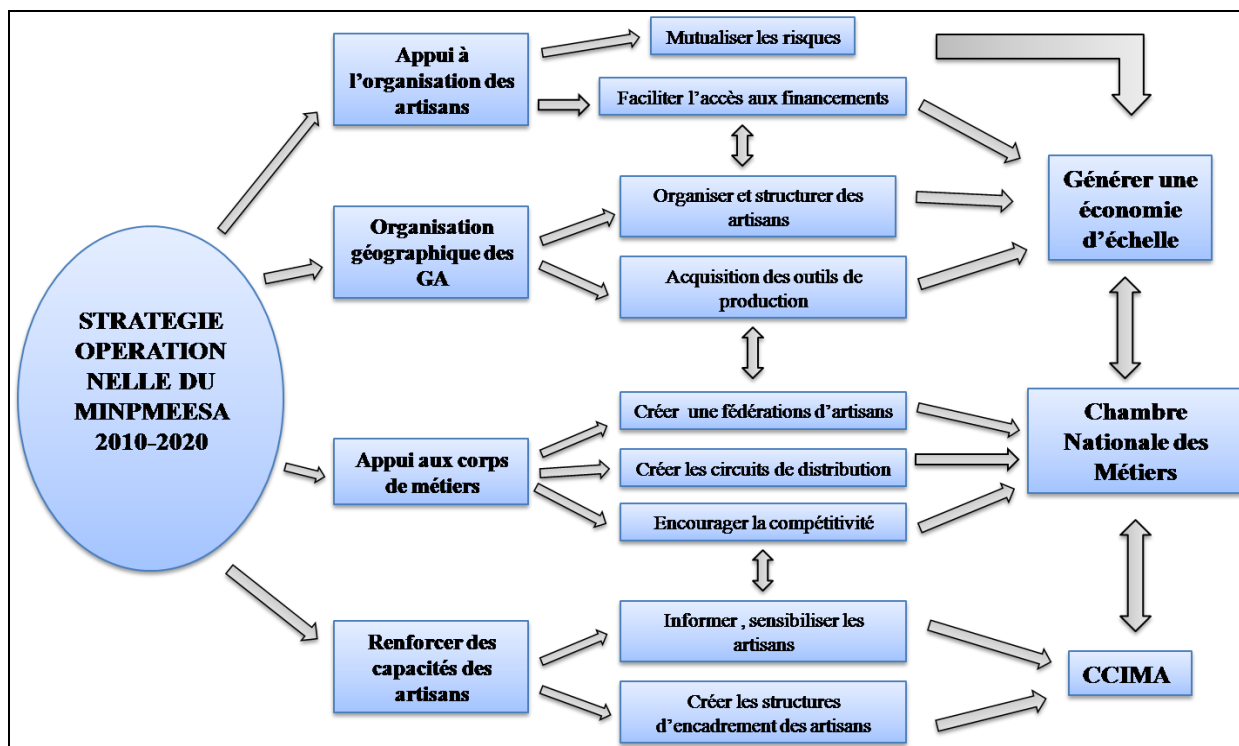 STRATEGIE
OPERATION
NELLE DU
MINPMEESA
2010-2020
Appui à
l'organisation des
artisans
Mutualiser les risques
Faciliter l'accès aux financements
Organisation
géographique des
GA
Organiser et structurer des
artisans
Acquisition des outils de
production
Générer une
économie
d'échelle
Appui aux corps
de métiers
Créer une fédérations d'artisans
Créer les circuits de distribution
Encourager la compétitivité
Chambre
Nationale des
Métiers
Renforcer des
capacités des
artisans
Informer , sensibiliser les
artisans
Créer les structures
d'encadrement des artisans
CCIMA